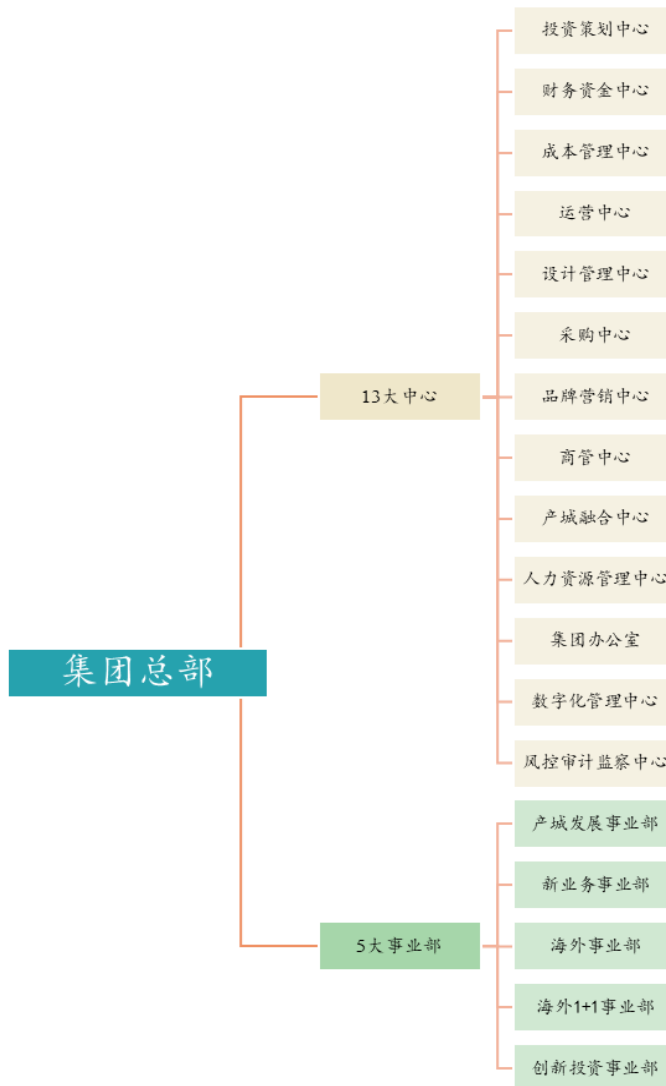 集团总部
13大中心
投资策划中心
财务资金中心
成本管理中心
运营中心
设计管理中心
采购中心
品牌营销中心
商管中心
产城融合中心
人力资源管理中心
集团办公室
数字化管理中心
风控审计监察中心
5大事业部
产城发展事业部
新业务事业部
海外事业部
海外1+1事业部
创新投资事业部